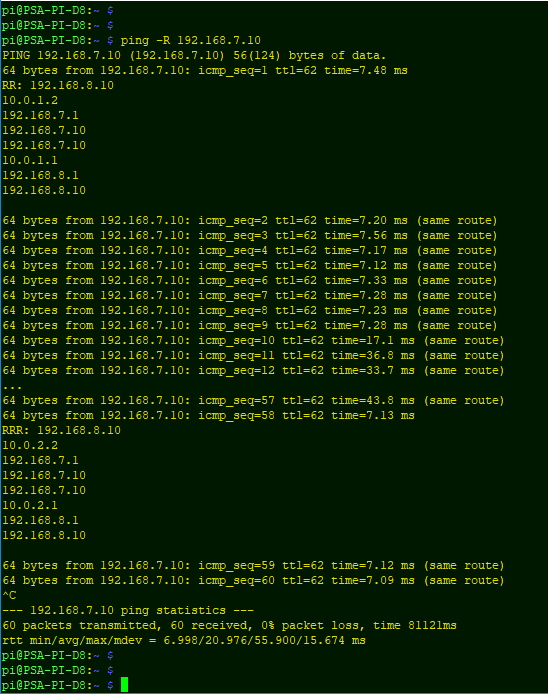 pi@PSA-PI-D8:~ $
pi@PSA-PI-D8:~ $
pi@PSA-PI-D8:~ $ ping -R 192.168.7.10
PING 192.168.7.10 (192.168.7.10) 56(124) bytes of data.
64 bytes from 192.168.7.10: icmp_seq=1 ttl=62 time=7.48 ms
RR: 192.168.8.10
10.0.1.2
192.168.7.1
192.168.7.10
192.168.7.10
10.0.1.1
192.168.8.1
192.168.8.10
64 bytes from 192.168.7.10: icmp_seq=2 ttl=62 time=7.20 ms (same route)
64 bytes from 192.168.7.10: icmp_seq=3 ttl=62 time=7.56 ms (same route)
64 bytes from 192.168.7.10: icmp_seq=4 ttl=62 time=7.17 ms (same route)
64 bytes from 192.168.7.10: icmp_seq=5 ttl=62 time=7.12 ms (same route)
64 bytes from 192.168.7.10: icmp_seq=6 ttl=62 time=7.33 ms (same route)
64 bytes from 192.168.7.10: icmp_seq=7 ttl=62 time=7.28 ms (same route)
64 bytes from 192.168.7.10: icmp_seq=8 ttl=62 time=7.23 ms (same route)
64 bytes from 192.168.7.10: icmp_seq=9 ttl=62 time=7.28 ms (same route)
64 bytes from 192.168.7.10: icmp_seq=10 ttl=62 time=17.1 ms (same route)
64 bytes from 192.168.7.10: icmp_seq=11 ttl=62 time=36.8 ms (same route)
64 bytes from 192.168.7.10: icmp_seq=12 ttl=62 time=33.7 ms (same route)
...
64 bytes from 192.168.7.10: icmp_seq=57 ttl=62 time=43.8 ms (same route)
64 bytes from 192.168.7.10: icmp_seq=58 ttl=62 time=7.13 ms
RRR: 192.168.8.10
10.0.2.2
192.168.7.1
192.168.7.10
192.168.7.10
10.0.2.1
192.168.8.1
192.168.8.10
64 bytes from 192.168.7.10: icmp_seq=59 ttl=62 time=7.12 ms (same route)
64 bytes from 192.168.7.10: icmp_seq=60 ttl=62 time=7.09 ms (same route)
^C
--- 192.168.7.10 ping statistics ---
60 packets transmitted, 60 received, 0% packet loss, time 81121ms
rtt min/avg/max/mdev = 6.998/20.976/55.900/15.674 ms
pi@PSA-PI-D8:~ $
pi@PSA-PI-D8:~ $
pi@PSA-PI-D8:~ $